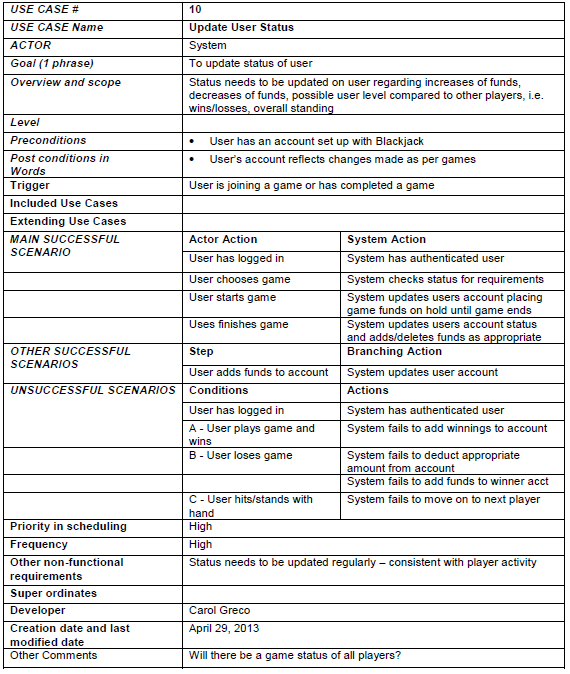 USE CASE # 10
USE CASE Name Update User Status
ACTOR System
Goal (1 phrase) To update status of user
Overview and scope Status needs to be updated on user regarding increases of funds,
decreases of funds, possible user level compared to other players, i.e.
wins/losses, overall standing
Level
Preconditions • User has an account set up with Blackjack
Post conditions in • User's account reflects changes made as per games
Words
Trigger User is joining a game or has completed a game
Included Use Cases
Extending Use Cases
MAIN SUCCESSFUL Actor Action System Action
SCENARIO User has logged in System has authenticated user
User chooses game System checks status for requirements
User starts game System updates users account placing
game funds on hold until game ends
Uses finishes game System updates users account status
and adds/deletes funds as appropriate
OTHER SUCCESSFUL Step Branching Action
SCENARIOS User adds funds to account System updates user account
UNSUCCESSFUL SCENARIOS Conditions Actions
User has logged in System has authenticated user
A - User plays game and System fails to add winnings to account
wins
B - User loses game System fails to deduct appropriate
amount from account
System fails to add funds to winner acct
C - User hits/stands with System fails to move on to next player
hand
Priority in scheduling High
Frequency High
Other non-functional Status needs to be updated regularly – consistent with player activity
requirements
Super ordinates
Developer Carol Greco
Creation date and last April 29, 2013
modified date
Other Comments Will there be a game status of all players?